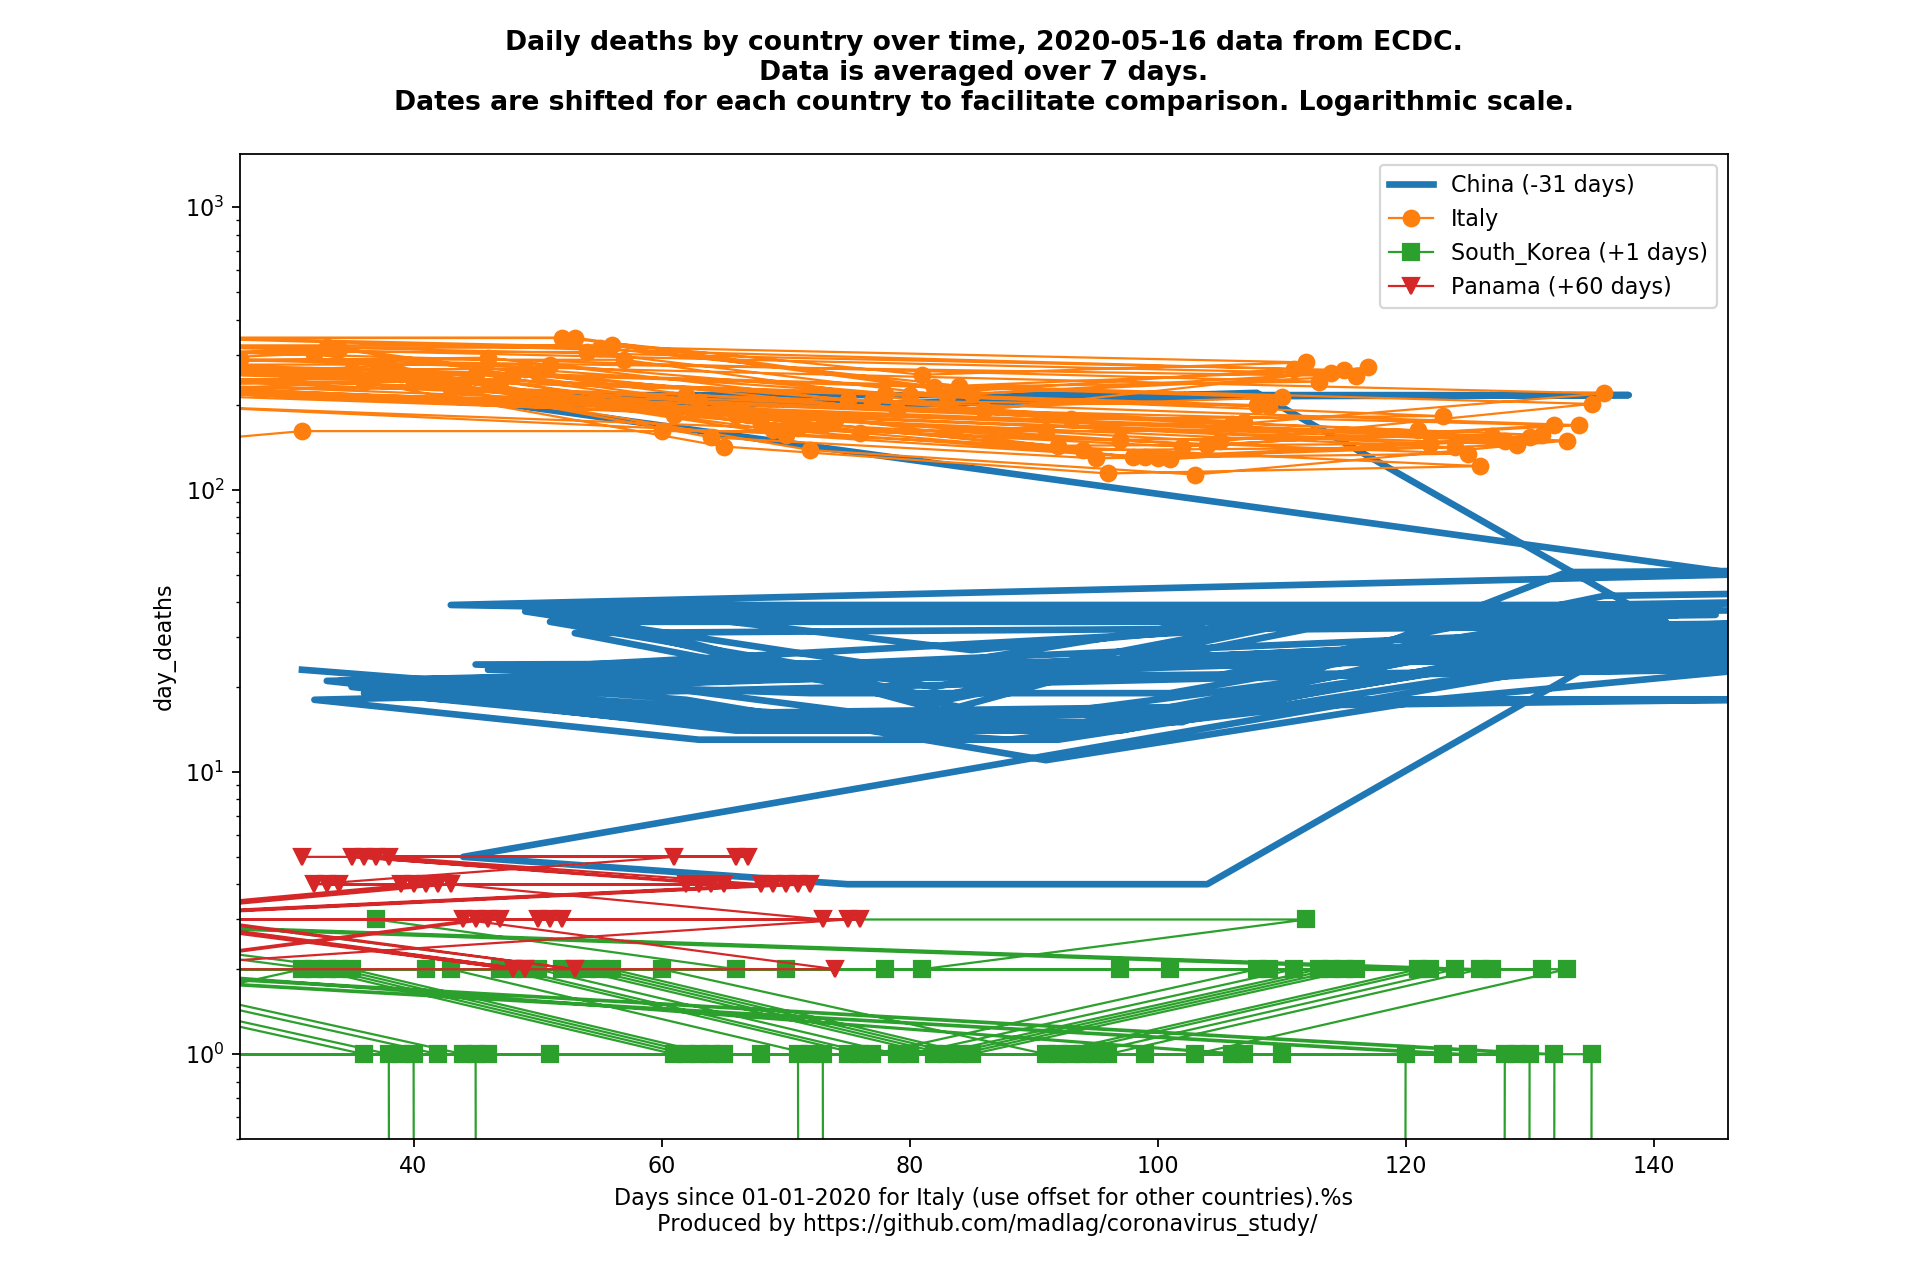 Daily deaths by country over time, 2020-05-16 data from ECDC.
Data is averaged over 7 days.
Dates are shifted for each country to facilitate comparison. Logarithmic scale.
China (-31 days)
Italy
South_Korea (+1 days)
Panama (+60 days)
day_deaths
10³
10²
10¹
10⁰
40 60 80 100 120 140
Days since 01-01-2020 for Italy (use offset for other countries).%s
Produced by https://github.com/madlag/coronavirus_study/